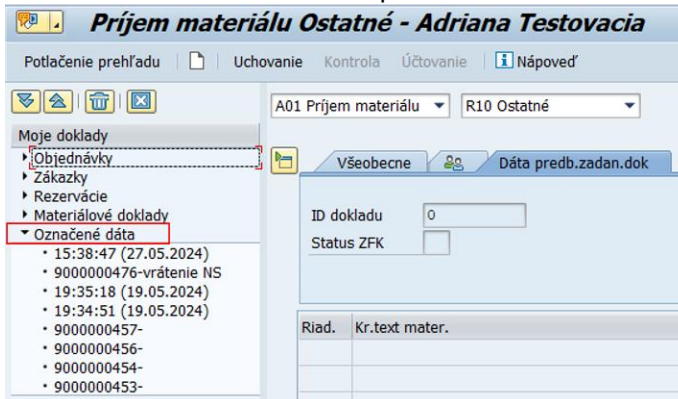 Príjem materiálu Ostatné - Adriana Testovacia
Potlačenie prehľadu Uchovanie Kontrola Účtovanie Nápoveď
A01 Príjem materiálu R10 Ostatné
Moje doklady
Objednávky
Zákazky
Rezervácie
Materiálové doklady
Označené dáta
15:38:47 (27.05.2024)
9000000476-vrátenie NS
19:35:18 (19.05.2024)
19:34:51 (19.05.2024)
9000000457-
9000000456-
9000000454-
9000000453-
Všeobecne Dáta predb.zadan.dok
ID dokladu 0
Status ZFK
Riad. Kr.text mater.